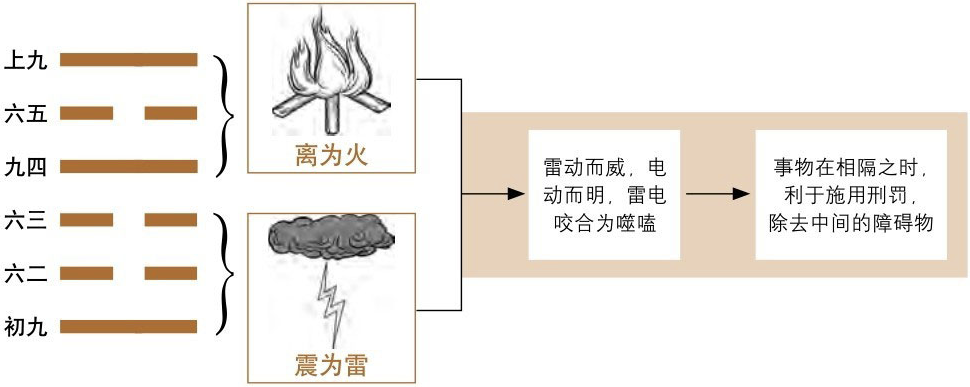 上九
六五
九四
六三
六二
初九
离为火
震为雷
雷动而威，电
动而明，雷电
咬合为噬嗑
事物在相隔之时，
利于施用刑罚，
除去中间的障碍物